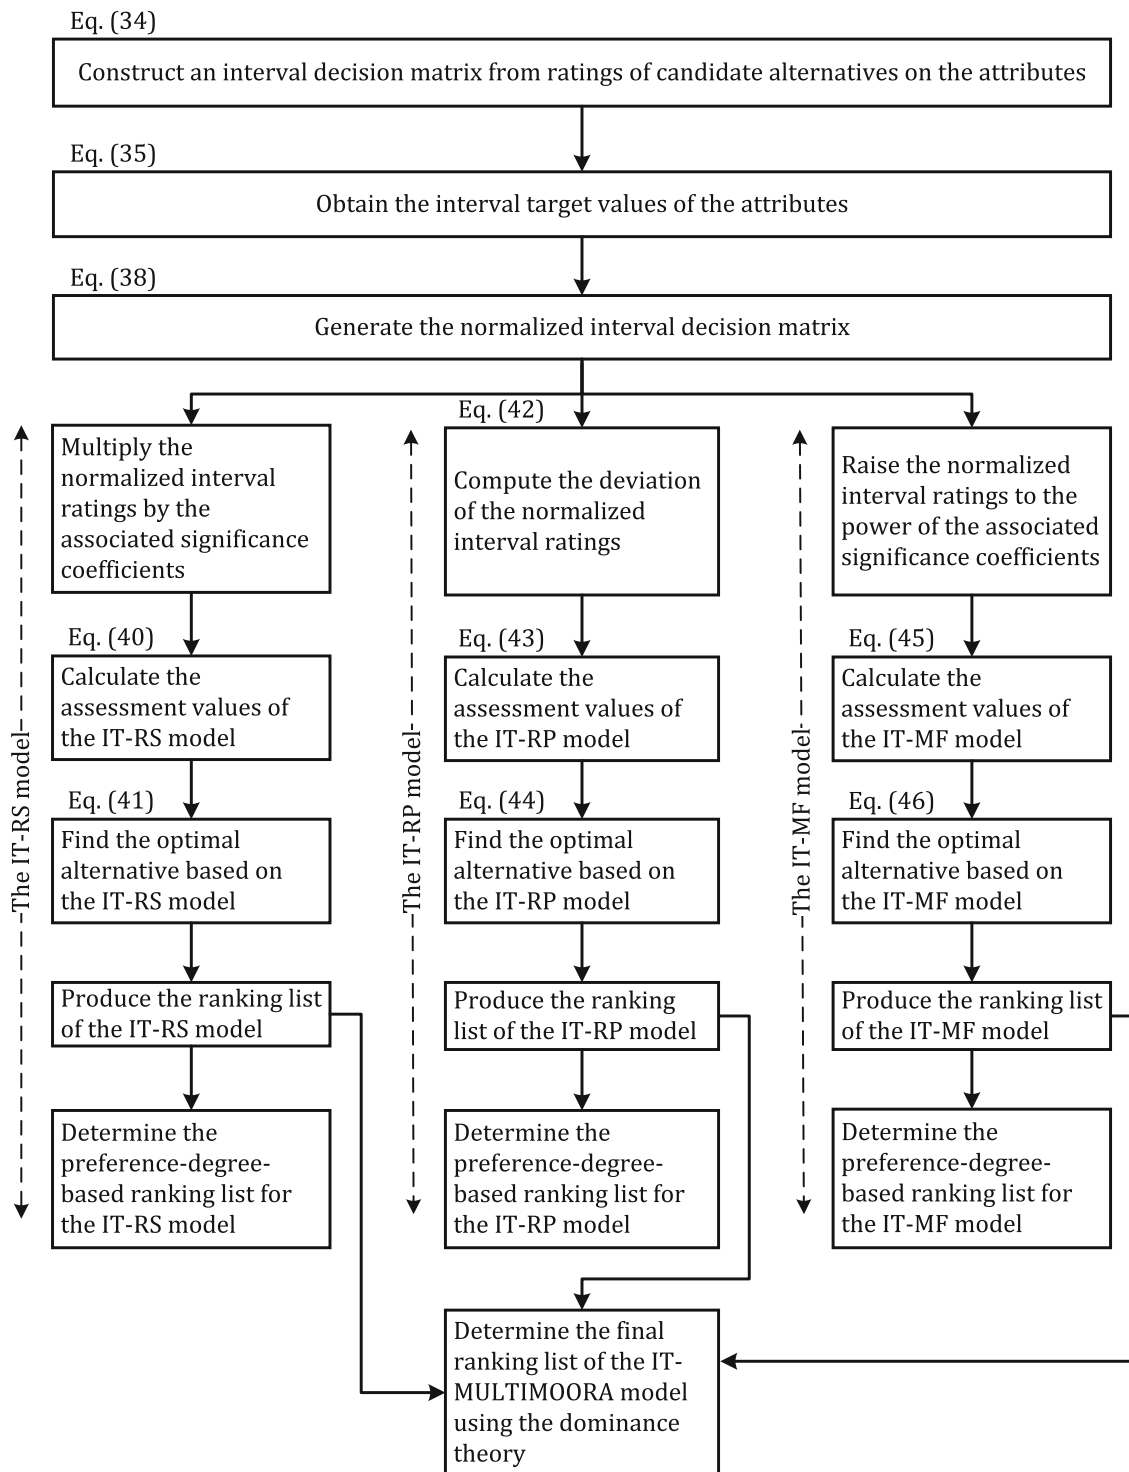 Eq. (34)
Construct an interval decision matrix from ratings of candidate alternatives on the attributes
Eq. (35)
Obtain the interval target values of the attributes
Eq. (38)
Generate the normalized interval decision matrix
The IT-RS model
Multiply the
normalized interval
ratings by the
associated significance
coefficients
Eq. (40)
Calculate the
assessment values of
the IT-RS model
Eq. (41)
Find the optimal
alternative based on
the IT-RS model
Produce the ranking list
of the IT-RS model
Determine the
preference-degree-
based ranking list for
the IT-RS model
The IT-RP model
Eq. (42)
Compute the deviation
of the normalized
interval ratings
Eq. (43)
Calculate the
assessment values of
the IT-RP model
Eq. (44)
Find the optimal
alternative based on
the IT-RP model
Produce the ranking
list of the IT-RP model
Determine the
preference-degree-
based ranking list for
the IT-RP model
The IT-MF model
Raise the normalized
interval ratings to the
power of the associated
significance coefficients
Eq. (45)
Calculate the
assessment values of
the IT-MF model
Eq. (46)
Find the optimal
alternative based on
the IT-MF model
Produce the ranking list
of the IT-MF model
Determine the
preference-degree-
based ranking list for
the IT-MF model
Determine the final
ranking list of the IT-
MULTIMOORA model
using the dominance
theory